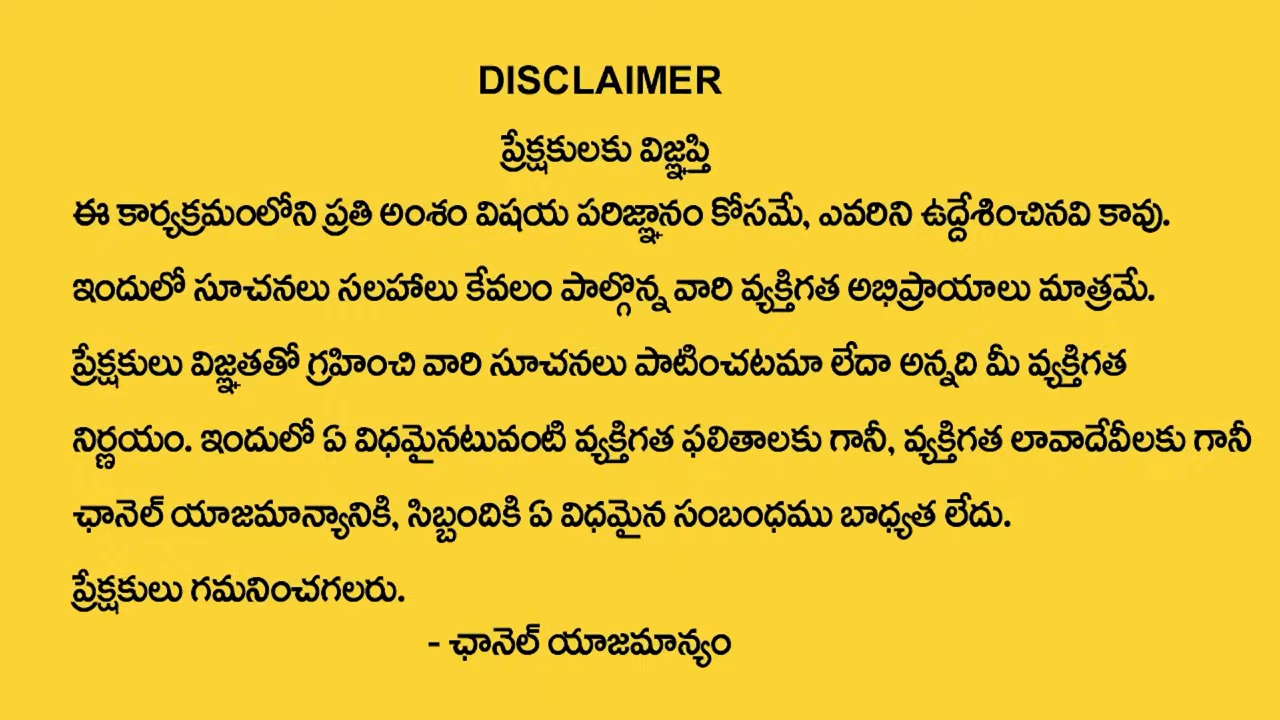 DISCLAIMER
ప్రేక్షకులకు విజ్ఞప్తి
ఈ కార్యక్రమంలోని ప్రతి అంశం విషయ పరిజ్ఞానం కోసమే, ఎవరిని ఉద్దేశించినవి కావు.
ఇందులో సూచనలు సలహాలు కేవలం పాల్గొన్న వారి వ్యక్తిగత అభిప్రాయాలు మాత్రమే.
ప్రేక్షకులు విజ్ఞతతో గ్రహించి వారి సూచనలు పాటించటమా లేదా అన్నది మీ వ్యక్తిగత
నిర్ణయం. ఇందులో ఏ విధమైనటువంటి వ్యక్తిగత ఫలితాలకు గానీ, వ్యక్తిగత లావాదేవీలకు గానీ
ఛానెల్ యాజమాన్యానికి, సిబ్బందికి ఏ విధమైన సంబంధము బాధ్యత లేదు.
ప్రేక్షకులు గమనించగలరు.
- ఛానెల్ యాజమాన్యం